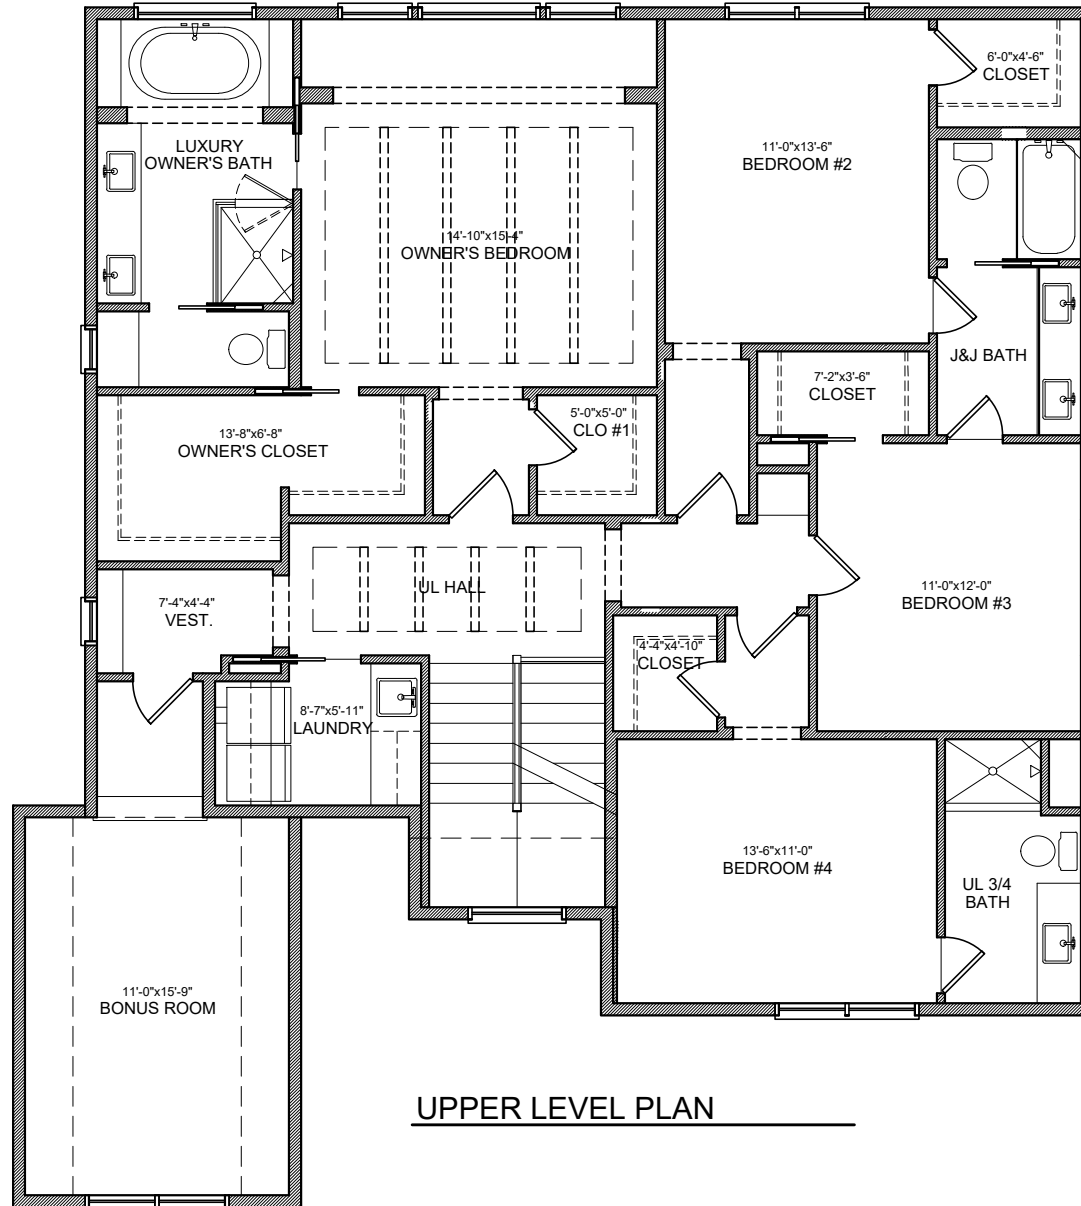 6'-0"x4'-6"
CLOSET
LUXURY
OWNER'S BATH
11'-0"x13'-6"
BEDROOM #2
14'-10"x15'-4"
OWNER'S BEDROOM
J&J BATH
7'-2"x3'-6"
CLOSET
5'-0"x5'-0"
CLO #1
13'-8"x6'-8"
OWNER'S CLOSET
UL HALL
11'-0"x12'-0"
BEDROOM #3
7'-4"x4'-4"
VEST.
4'-4"x4'-10"
CLOSET
8'-7"x5'-11"
LAUNDRY
13'-6"x11'-0"
BEDROOM #4
UL 3/4
BATH
11'-0"x15'-9"
BONUS ROOM
UPPER LEVEL PLAN